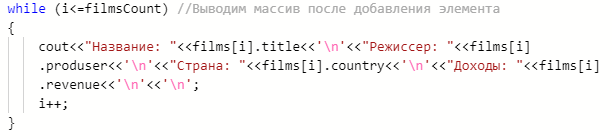 while (i<=filmsCount) //Выводим массив после добавления элемента
{
cout<<"Название: "<<films[i].title<<'\n'<<"Режиссер: "<<films[i]
.produser<<'\n'<<"Страна: "<<films[i].country<<'\n'<<"Доходы: "<<films[i]
.revenue<<'\n'<<'\n';
i++;
}